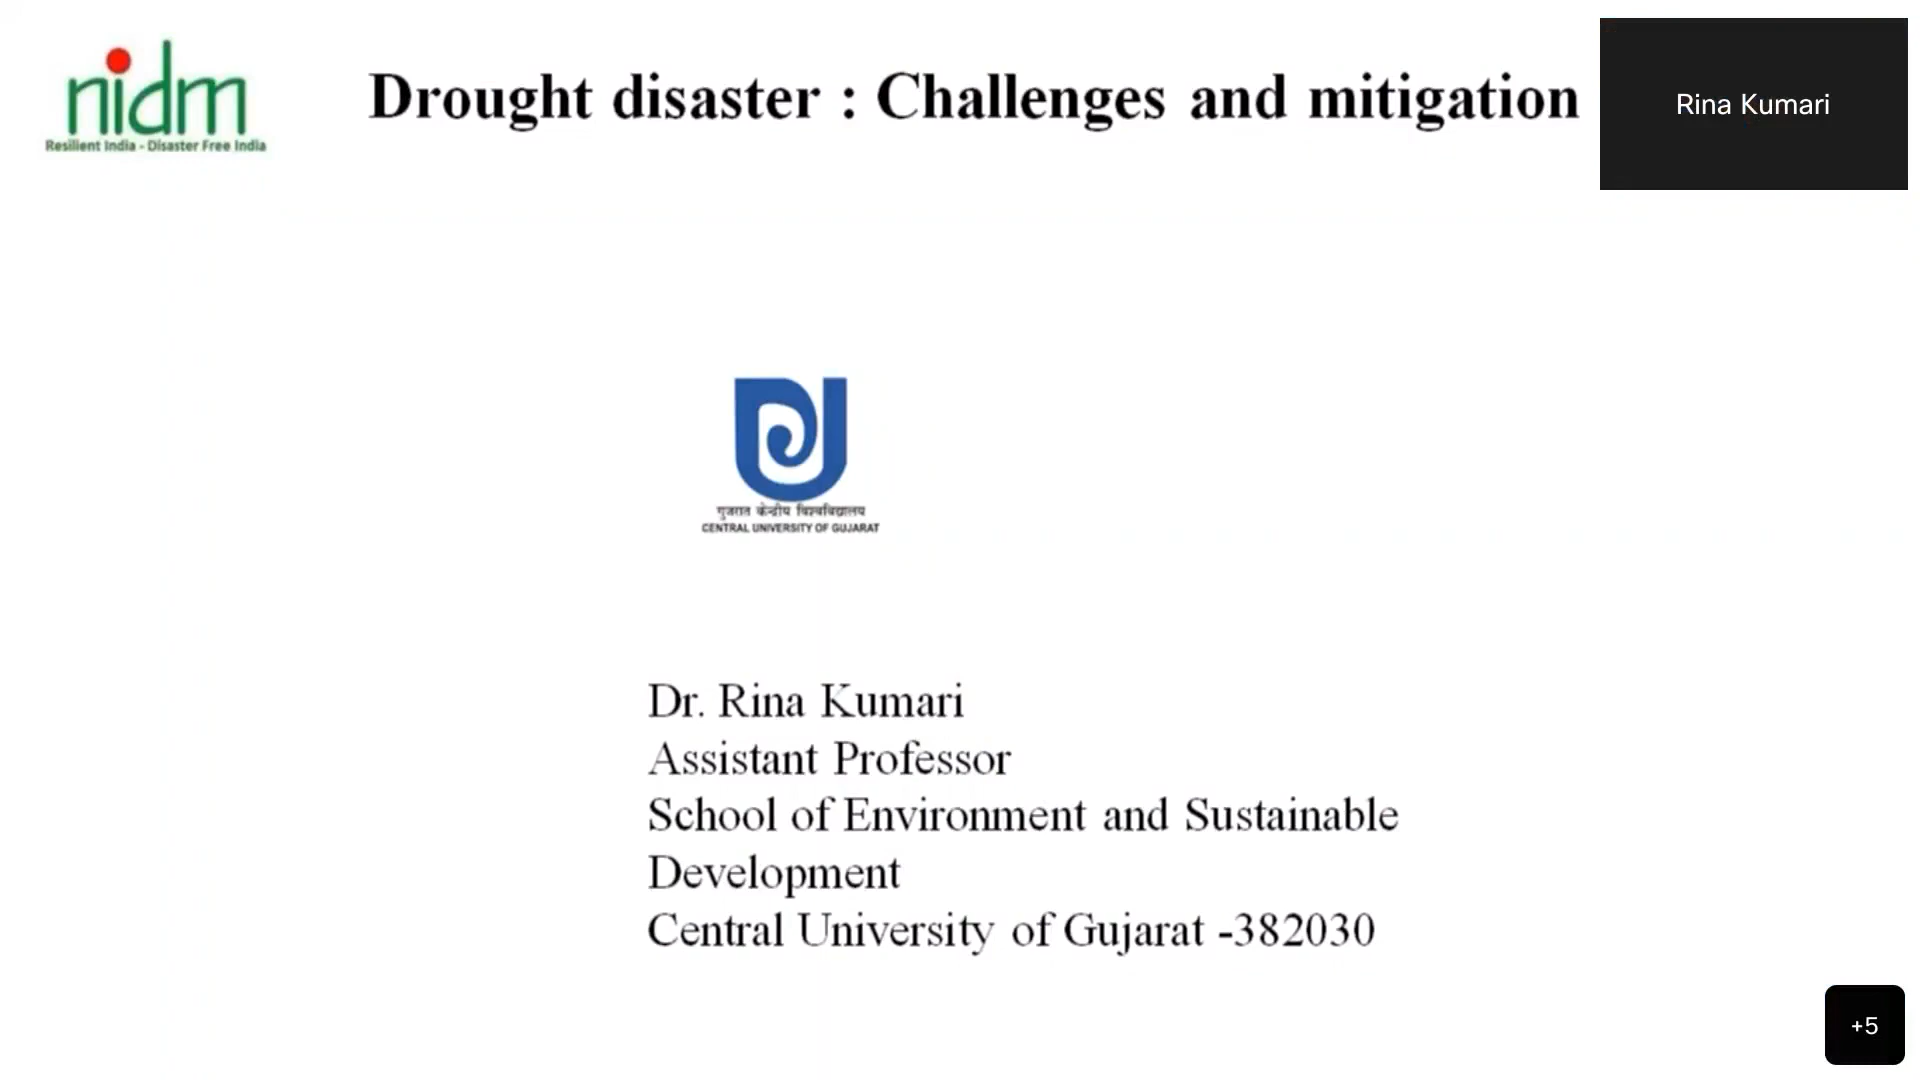 nidm
Resilient India - Disaster Free India
Drought disaster : Challenges and mitigation
Rina Kumari
गुजरात केन्द्रीय विश्वविद्यालय
CENTRAL UNIVERSITY OF GUJARAT
Dr. Rina Kumari
Assistant Professor
School of Environment and Sustainable
Development
Central University of Gujarat -382030
+5